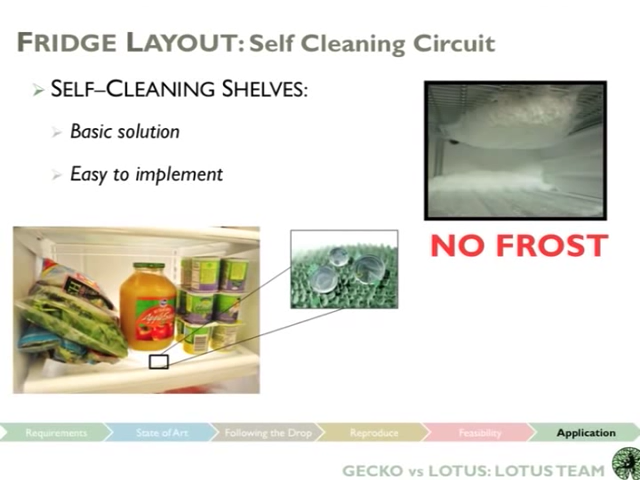 FRIDGE LAYOUT: Self Cleaning Circuit
SELF–CLEANING SHELVES:
Basic solution
Easy to implement
NO FROST
Requirements
State of Art
Following the Drop
Reproduce
Feasibility
Application
GECKO vs LOTUS: LOTUS TEAM